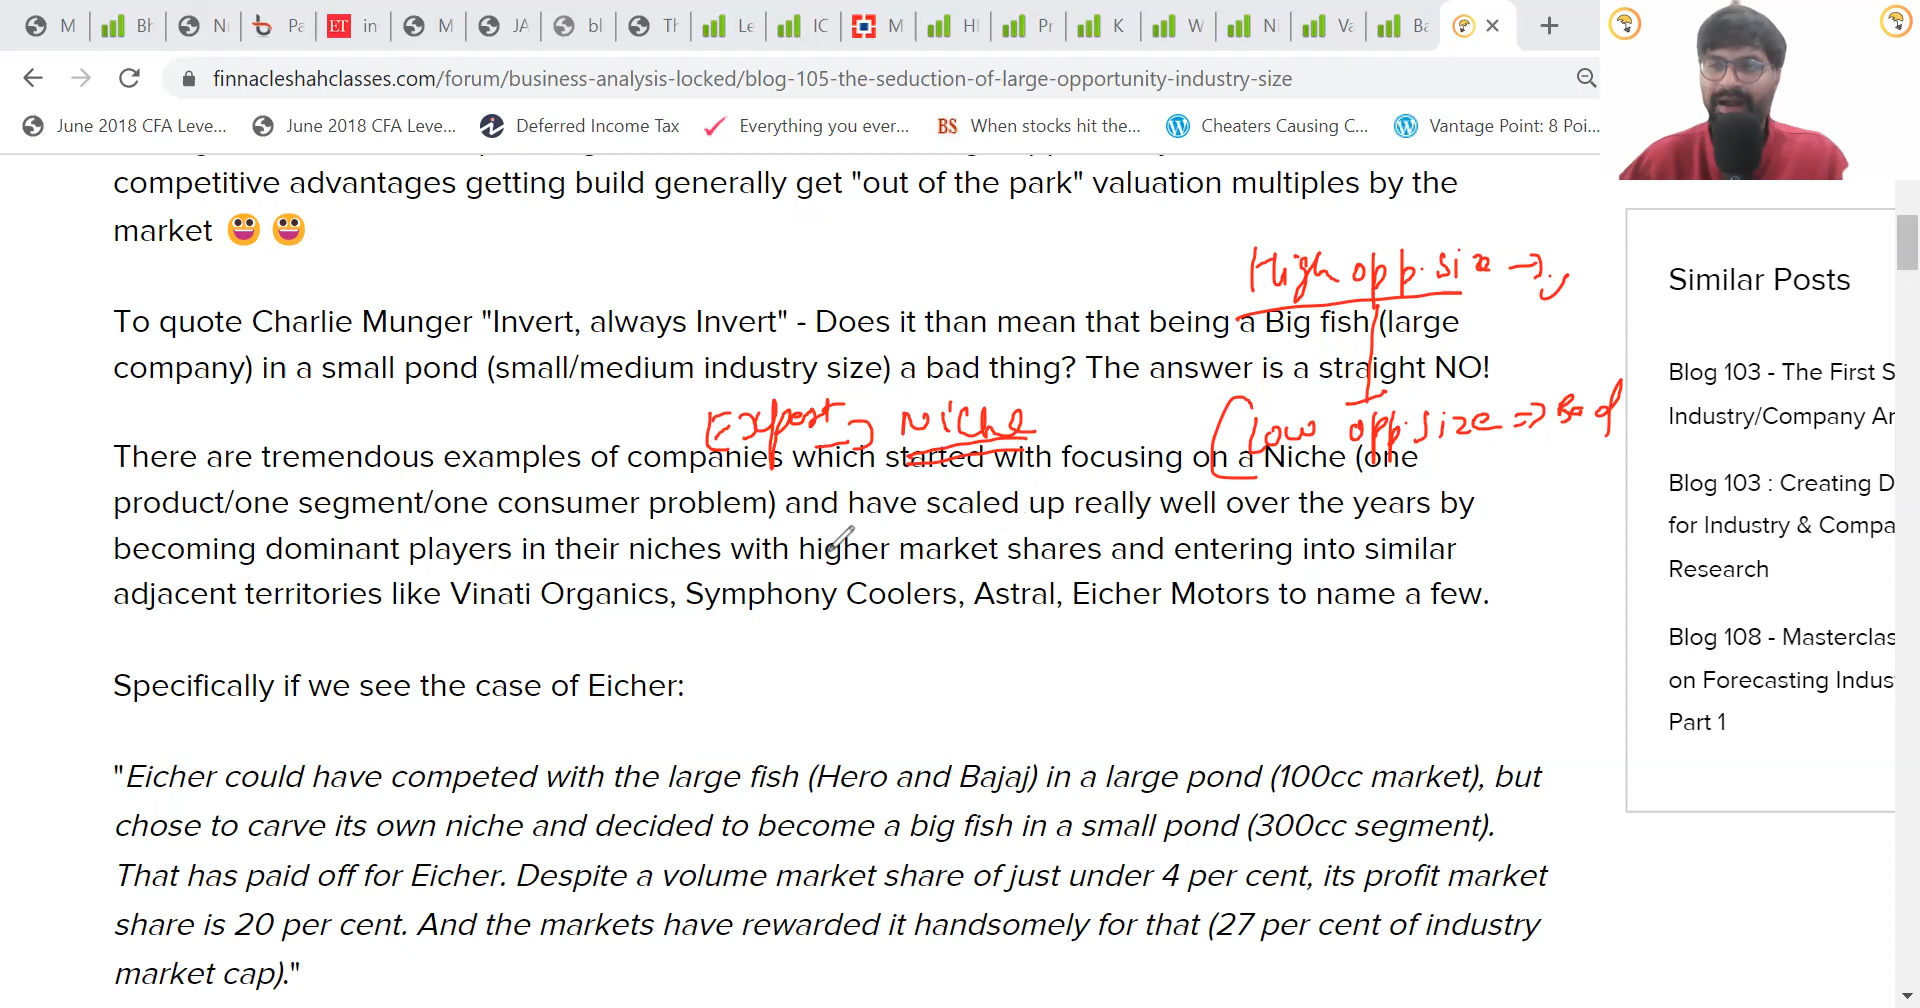 M
Bh
N
Pa
ET in
M
JA
bl
Th
Le
IC
M
HI
Pr
K
W
Ni
Va
Ba
finnacleshahclasses.com/forum/business-analysis-locked/blog-105-the-seduction-of-large-opportunity-industry-size
June 2018 CFA Leve...
June 2018 CFA Leve...
Deferred Income Tax
Everything you ever...
BS When stocks hit the...
Cheaters Causing C...
Vantage Point: 8 Poi...
competitive advantages getting build generally get "out of the park" valuation multiples by the
market 😀 😀
High opp. size →
To quote Charlie Munger "Invert, always Invert" - Does it than mean that being a Big fish (large
company) in a small pond (small/medium industry size) a bad thing? The answer is a straight NO!
Niche
Low opp. size ⇒
There are tremendous examples of companies which started with focusing on a Niche (one
product/one segment/one consumer problem) and have scaled up really well over the years by
becoming dominant players in their niches with higher market shares and entering into similar
adjacent territories like Vinati Organics, Symphony Coolers, Astral, Eicher Motors to name a few.
Specifically if we see the case of Eicher:
"Eicher could have competed with the large fish (Hero and Bajaj) in a large pond (100cc market), but
chose to carve its own niche and decided to become a big fish in a small pond (300cc segment).
That has paid off for Eicher. Despite a volume market share of just under 4 per cent, its profit market
share is 20 per cent. And the markets have rewarded it handsomely for that (27 per cent of industry
market cap)."
Similar Posts
Blog 103 - The First S
Industry/Company Ar
Blog 103 : Creating D
for Industry & Compa
Research
Blog 108 - Masterclas
on Forecasting Indus
Part 1